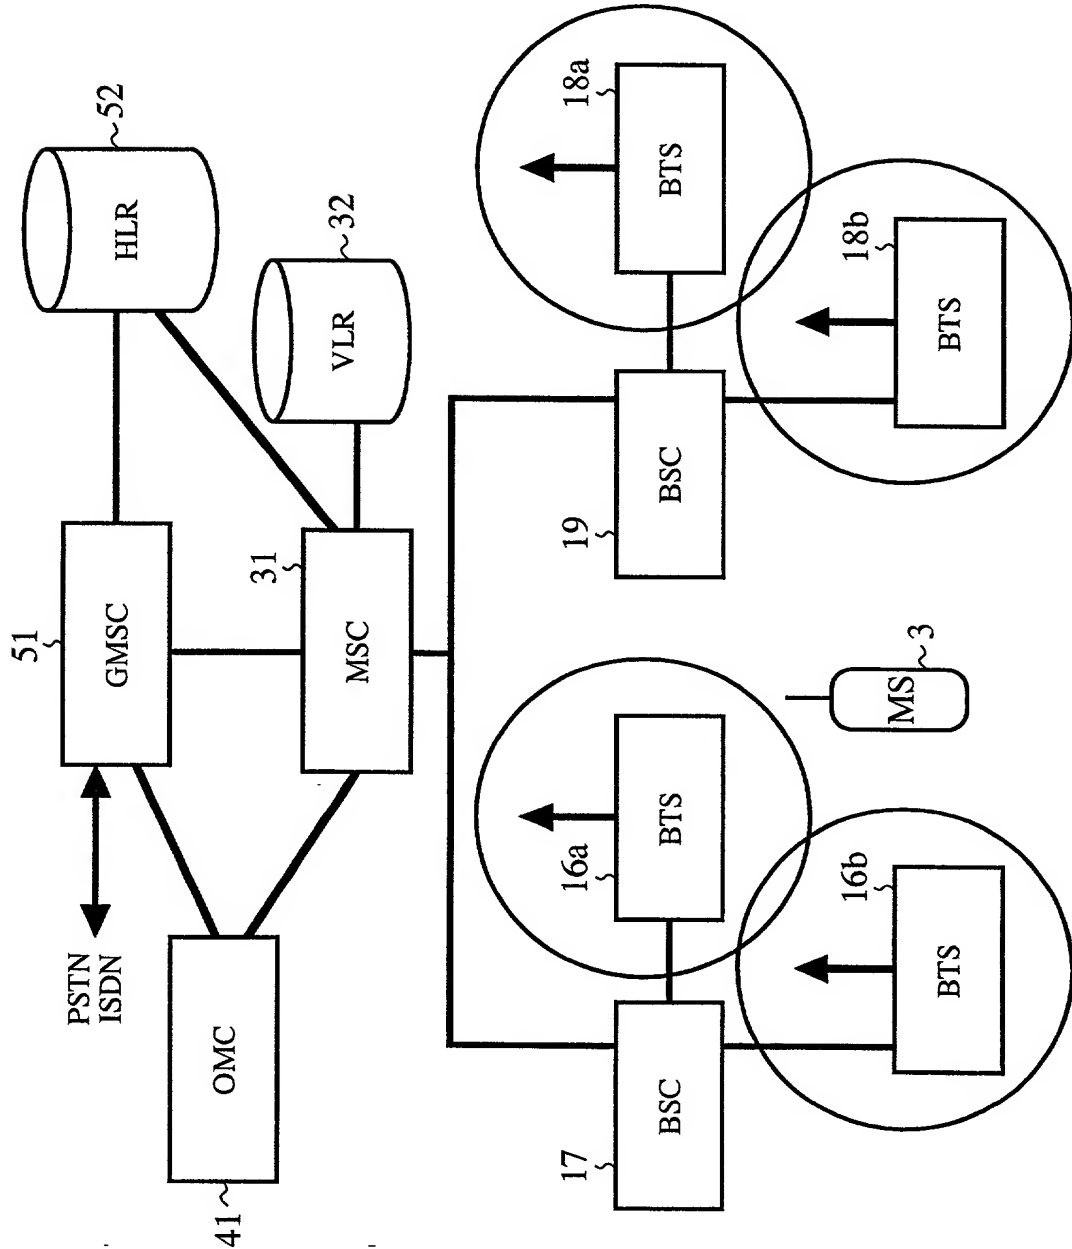 PSTN
ISDN
51
GMSC
HLR
52
41
OMC
31
MSC
VLR
32
17
BSC
16a
BTS
16b
BTS
MS
3
19
BSC
18a
BTS
18b
BTS